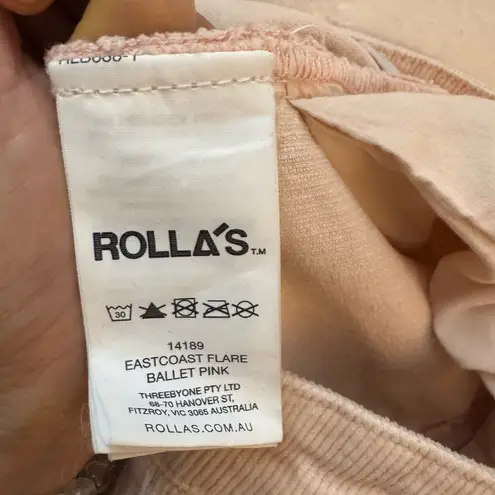 ROLLA'S TM
30
14189
EASTCOAST FLARE
BALLET PINK
THREEBYONE PTY LTD
68-70 HANOVER ST,
FITZROY, VIC 3065 AUSTRALIA
ROLLAS.COM.AU